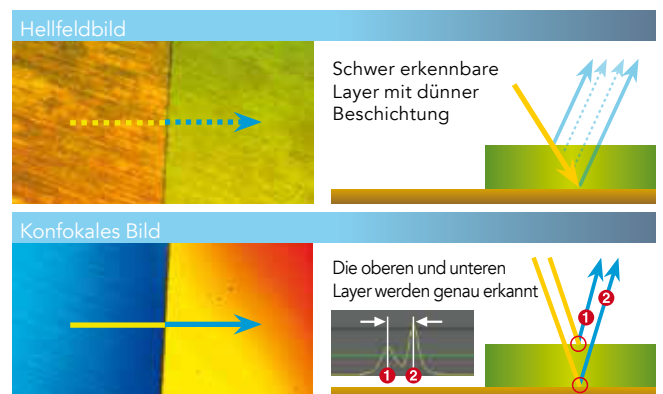 Hellfeldbild
Schwer erkennbare
Layer mit dünner
Beschichtung
Konfokales Bild
Die oberen und unteren
Layer werden genau erkannt
1 2
1
2